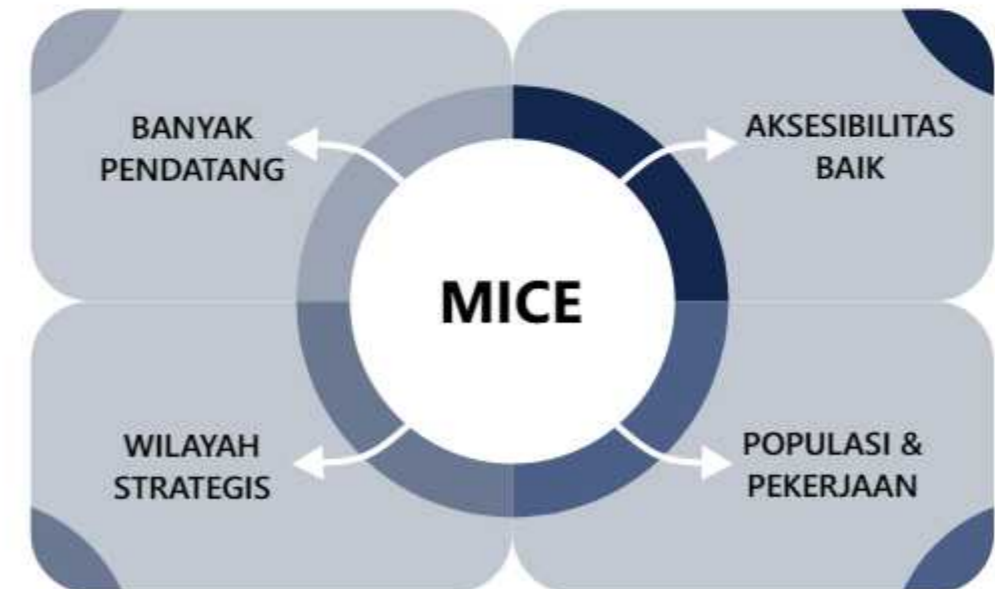 BANYAK
PENDATANG
AKSESIBILITAS
BAIK
MICE
WILAYAH
STRATEGIS
POPULASI &
PEKERJAAN